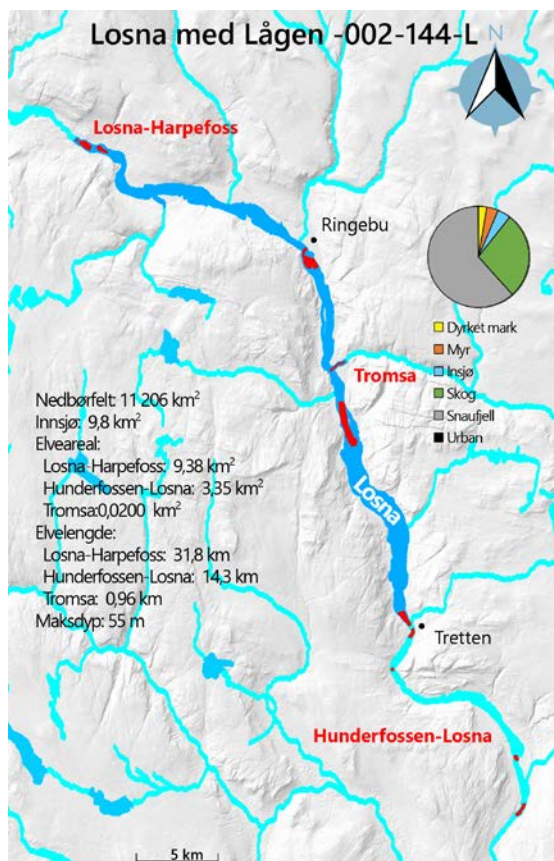 Losna med Lågen -002-144-L
N
Losna-Harpefoss
Ringebu
Dyrket mark
Myr
Insjø
Skog
Snaufjell
Urban
Tromsa
Nedbørfelt: 11 206 km²
Innsjø: 9,8 km²
Elveareal:
Losna-Harpefoss: 9,38 km²
Hunderfossen-Losna: 3,35 km²
Tromsa:0,0200 km²
Elvelengde:
Losna-Harpefoss: 31,8 km
Hunderfossen-Losna: 14,3 km
Tromsa: 0,96 km
Maksdyp: 55 m
Losna
Tretten
Hunderfossen-Losna
5 km